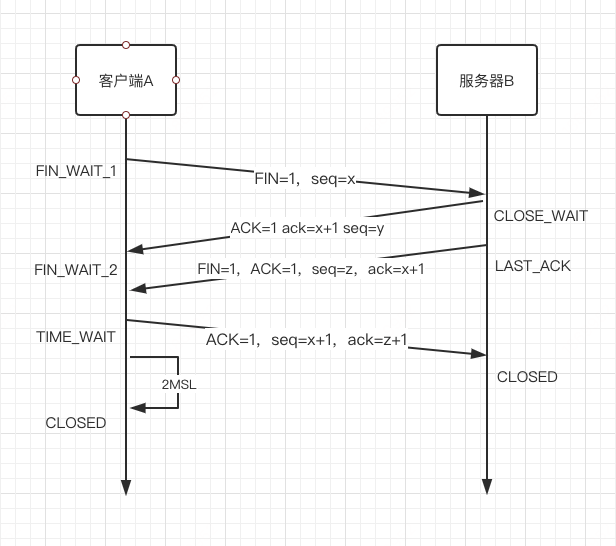 客户端A
服务器B
FIN_WAIT_1
FIN=1，seq=x
CLOSE_WAIT
ACK=1 ack=x+1 seq=y
FIN_WAIT_2
FIN=1，ACK=1，seq=z，ack=x+1
LAST_ACK
TIME_WAIT
ACK=1，seq=x+1，ack=z+1
CLOSED
2MSL
CLOSED